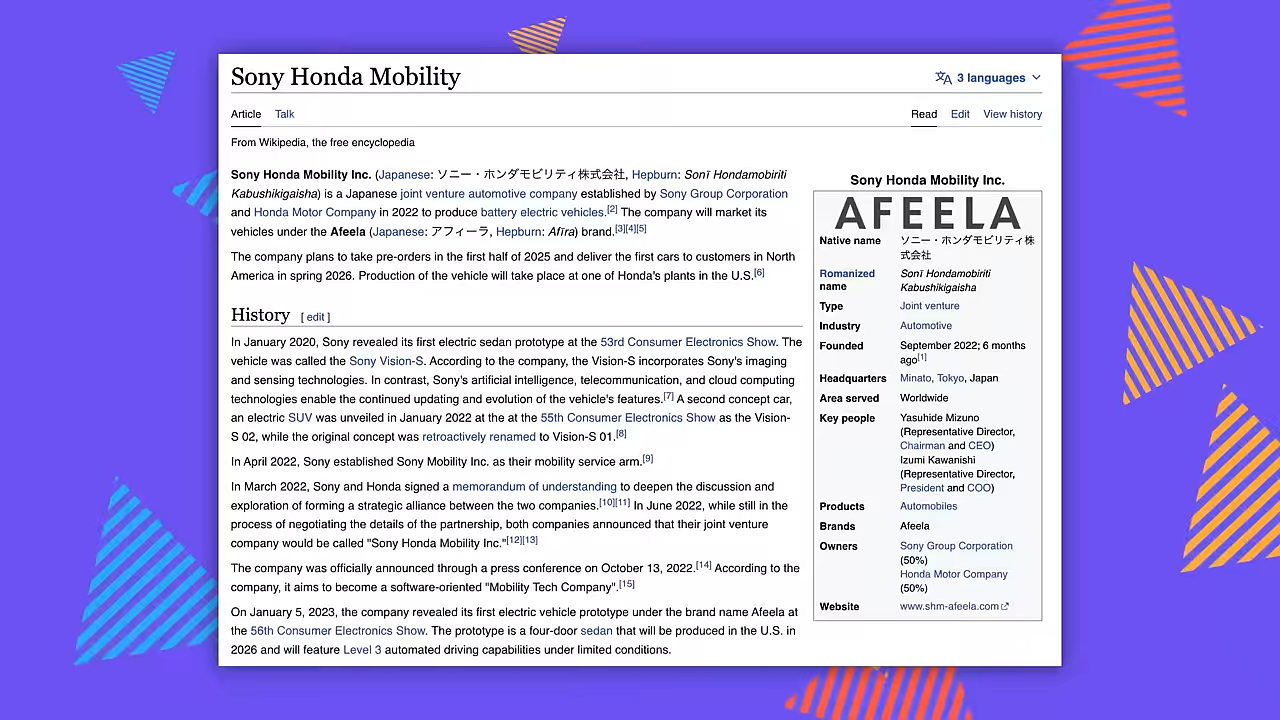 Sony Honda Mobility
3 languages
Article Talk
Read Edit View history
From Wikipedia, the free encyclopedia
Sony Honda Mobility Inc. (Japanese: ソニー・ホンダモビリティ株式会社, Hepburn: Sonī Hondamobiriti
Kabushikigaisha) is a Japanese joint venture automotive company established by Sony Group Corporation
and Honda Motor Company in 2022 to produce battery electric vehicles.[2] The company will market its
vehicles under the Afeela (Japanese: アフィーラ, Hepburn: Afīra) brand.[3][4][5]
The company plans to take pre-orders in the first half of 2025 and deliver the first cars to customers in North
America in spring 2026. Production of the vehicle will take place at one of Honda's plants in the U.S.[6]
History [ edit ]
In January 2020, Sony revealed its first electric sedan prototype at the 53rd Consumer Electronics Show. The
vehicle was called the Sony Vision-S. According to the company, the Vision-S incorporates Sony's imaging
and sensing technologies. In contrast, Sony's artificial intelligence, telecommunication, and cloud computing
technologies enable the continued updating and evolution of the vehicle's features.[7] A second concept car,
an electric SUV was unveiled in January 2022 at the at the 55th Consumer Electronics Show as the Vision-
S 02, while the original concept was retroactively renamed to Vision-S 01.[8]
In April 2022, Sony established Sony Mobility Inc. as their mobility service arm.[9]
In March 2022, Sony and Honda signed a memorandum of understanding to deepen the discussion and
exploration of forming a strategic alliance between the two companies.[10][11] In June 2022, while still in the
process of negotiating the details of the partnership, both companies announced that their joint venture
company would be called "Sony Honda Mobility Inc."[12][13]
The company was officially announced through a press conference on October 13, 2022.[14] According to the
company, it aims to become a software-oriented "Mobility Tech Company".[15]
On January 5, 2023, the company revealed its first electric vehicle prototype under the brand name Afeela at
the 56th Consumer Electronics Show. The prototype is a four-door sedan that will be produced in the U.S. in
2026 and will feature Level 3 automated driving capabilities under limited conditions.
Sony Honda Mobility Inc.
AFEELA
Native name ソニー・ホンダモビリティ株
式会社
Romanized Sonī Hondamobiriti
name Kabushikigaisha
Type Joint venture
Industry Automotive
Founded September 2022; 6 months
ago[1]
Headquarters Minato, Tokyo, Japan
Area served Worldwide
Key people Yasuhide Mizuno
(Representative Director,
Chairman and CEO)
Izumi Kawanishi
(Representative Director,
President and COO)
Products Automobiles
Brands Afeela
Owners Sony Group Corporation
(50%)
Honda Motor Company
(50%)
Website www.shm-afeela.com